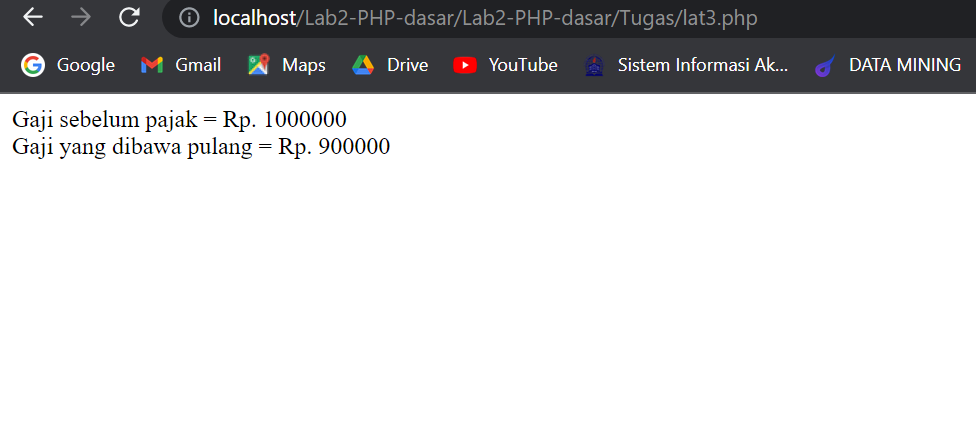 localhost/Lab2-PHP-dasar/Lab2-PHP-dasar/Tugas/lat3.php
Google Gmail Maps Drive YouTube Sistem Informasi Ak... DATA MINING
Gaji sebelum pajak = Rp. 1000000
Gaji yang dibawa pulang = Rp. 900000